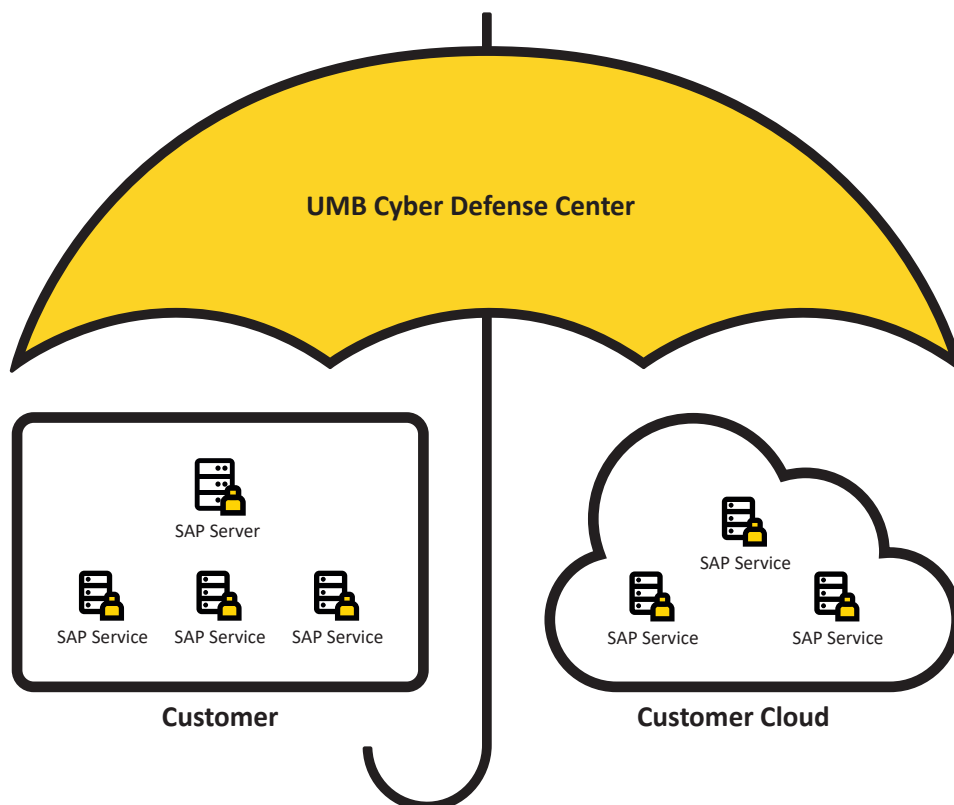 UMB Cyber Defense Center
SAP Server
SAP Service
SAP Service
SAP Service
Customer
SAP Service
SAP Service
SAP Service
Customer Cloud